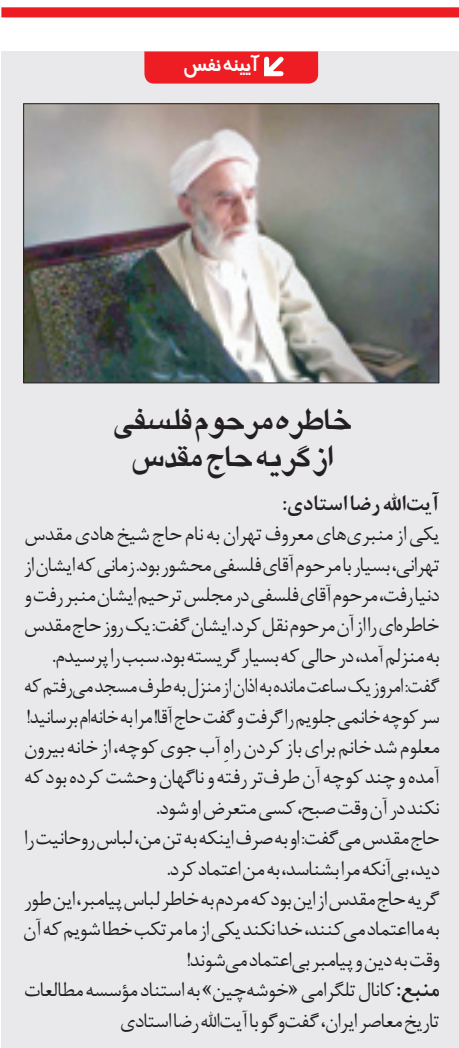 آیینه نفس
خاطره مرحوم فلسفی
از گریه حاج مقدس
آیت‌الله رضا استادی:
یکی از منبری‌های معروف تهران به نام حاج شیخ هادی مقدس
تهرانی، بسیار با مرحوم آقای فلسفی محشور بود. زمانی که ایشان از
دنیا رفت، مرحوم آقای فلسفی در مجلس ترحیم ایشان منبر رفت و
خاطره‌ای را از آن مرحوم نقل کرد. ایشان گفت: یک روز حاج مقدس
به منزلم آمد، در حالی که بسیار گریسته بود. سبب را پرسیدم.
گفت: امروز یک ساعت مانده به اذان از منزل به طرف مسجد می‌رفتم که
سر کوچه خانمی جلویم را گرفت و گفت حاج آقا! مرا به خانه‌ام برسانید!
معلوم شد خانم برای باز کردن راهِ آب جوی کوچه، از خانه بیرون
آمده و چند کوچه آن طرف‌تر رفته و ناگهان وحشت کرده بود که
نکند در آن وقت صبح، کسی متعرض او شود.
حاج مقدس می‌گفت: او به صرف اینکه به تن من، لباس روحانیت را
دید، بی‌آنکه مرا بشناسد، به من اعتماد کرد.
گریه حاج مقدس از این بود که مردم به خاطر لباس پیامبر، این طور
به ما اعتماد می‌کنند، خدا نکند یکی از ما مرتکب خطا شویم که آن
وقت به دین و پیامبر بی‌اعتماد می‌شوند!
منبع: کانال تلگرامی «خوشه‌چین» به استناد مؤسسه مطالعات
تاریخ معاصر ایران، گفت‌وگو با آیت‌الله رضا استادی